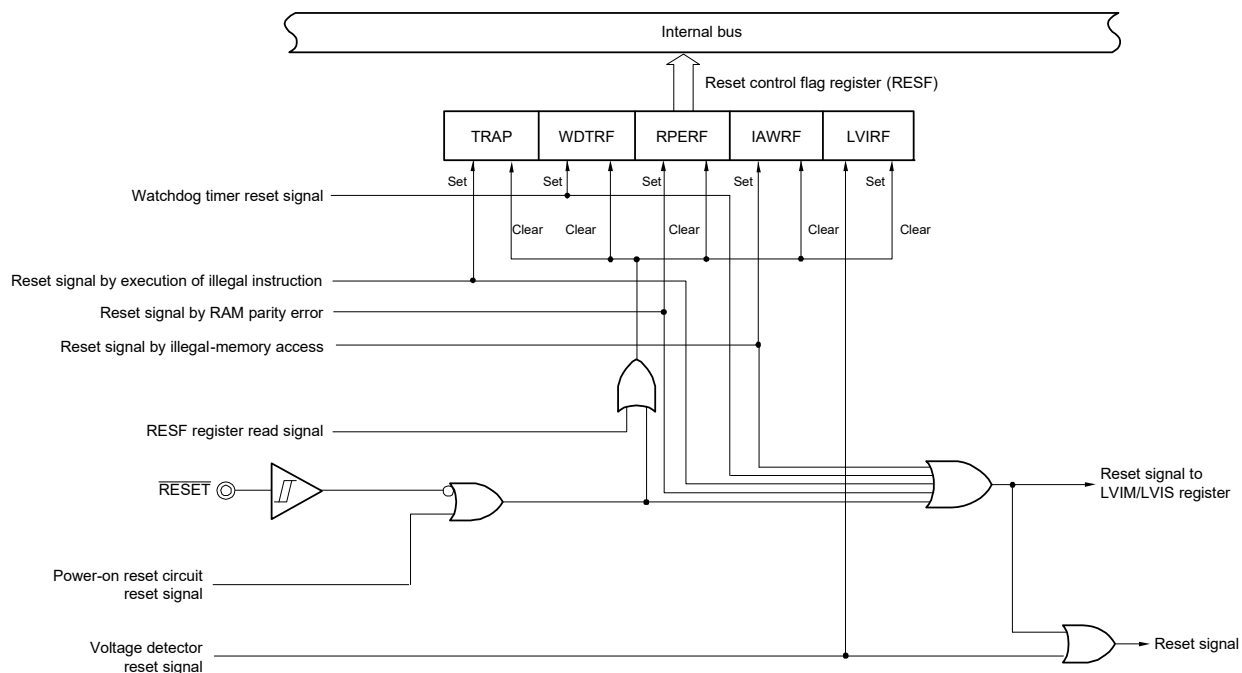 Internal bus
Reset control flag register (RESF)
TRAP WDTRF RPERF IAWRF LVIRF
Set Set Set Set Set
Watchdog timer reset signal
Clear Clear Clear Clear Clear
Reset signal by execution of illegal instruction
Reset signal by RAM parity error
Reset signal by illegal-memory access
RESF register read signal
RESET
Reset signal to
LVIM/LVIS register
Power-on reset circuit
reset signal
Voltage detector
reset signal
Reset signal